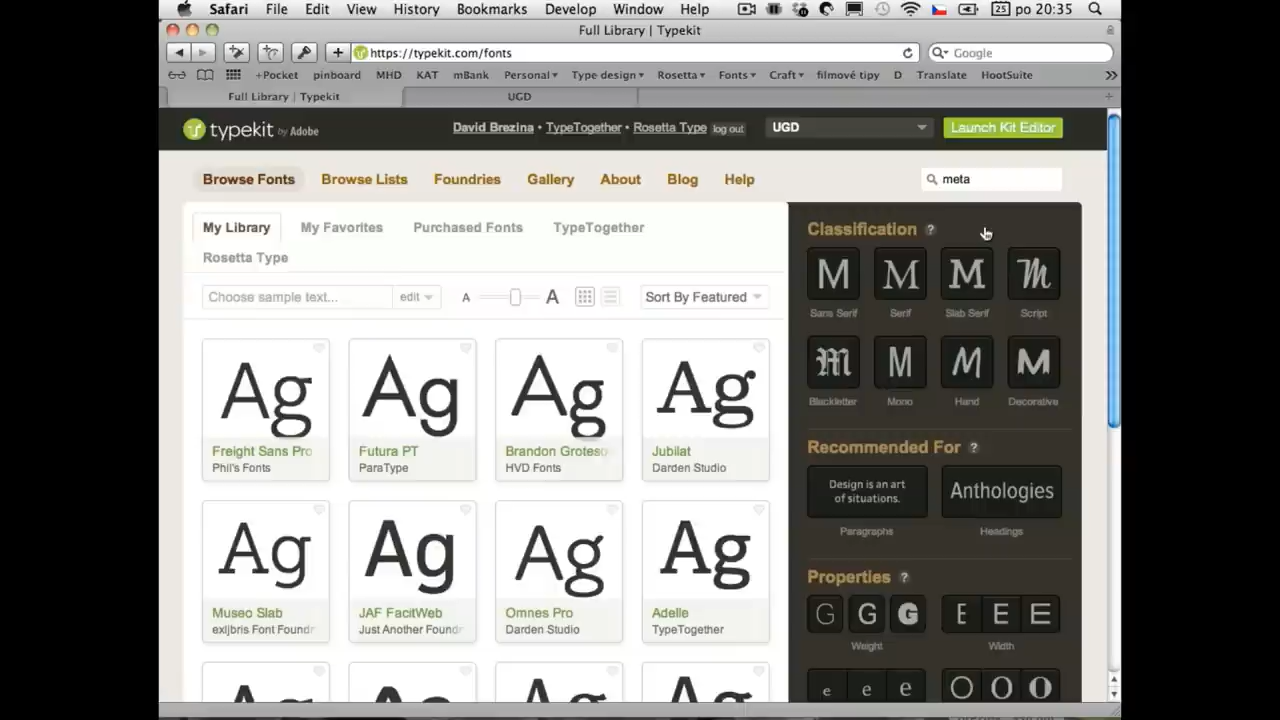 Safari File Edit View History Bookmarks Develop Window Help 25 po 20:35
Full Library | Typekit
https://typekit.com/fonts Google
+Pocket pinboard MHD KAT mBank Personal Type design Rosetta Fonts Craft filmové tipy D Translate HootSuite
Full Library | Typekit UGD
typekit by Adobe David Brezina • TypeTogether • Rosetta Type log out UGD Launch Kit Editor
Browse Fonts Browse Lists Foundries Gallery About Blog Help meta
My Library My Favorites Purchased Fonts TypeTogether
Rosetta Type
Choose sample text... edit A A Sort By Featured
Ag Ag Ag Ag
Freight Sans Pro Futura PT Brandon Grotesq Jubilat
Phil's Fonts ParaType HVD Fonts Darden Studio
Ag Ag Ag Ag
Museo Slab JAF FacitWeb Omnes Pro Adelle
exljbris Font Foundr Just Another Foundr Darden Studio TypeTogether
Classification ?
M M M M
Sans Serif Serif Slab Serif Script
M M M M
Blackletter Mono Hand Decorative
Recommended For ?
Design is an art
of situations.
Anthologies
Paragraphs Headings
Properties ?
G G G E E E
Weight Width
e e e O O O